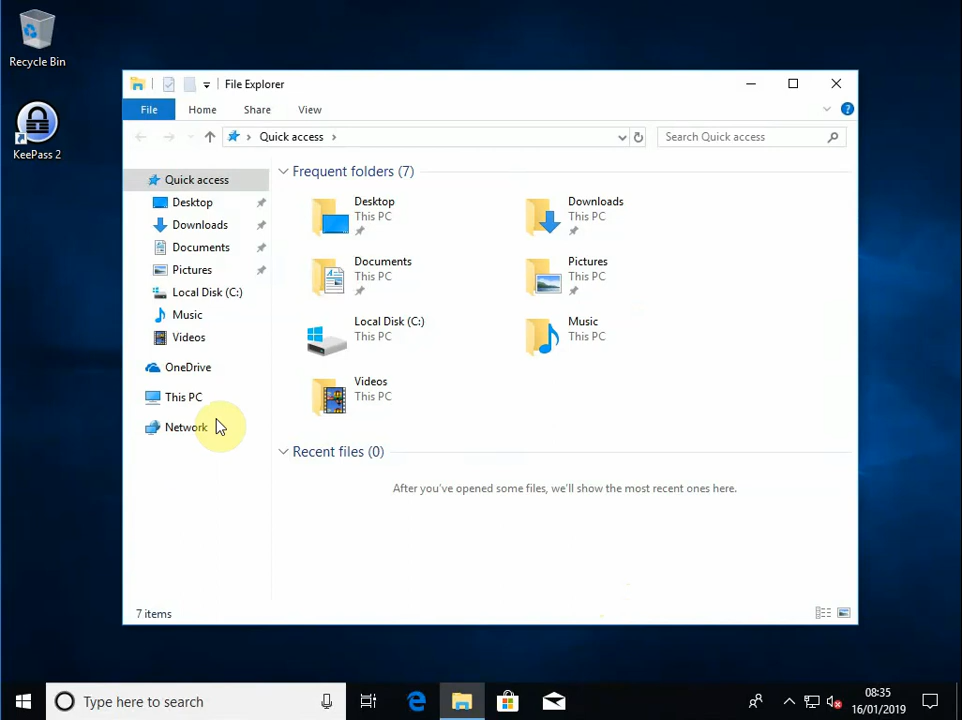 Recycle Bin
KeePass 2
File Explorer
File Home Share View
Quick access
Search Quick access
Quick access
Desktop
Downloads
Documents
Pictures
Local Disk (C:)
Music
Videos
OneDrive
This PC
Network
Frequent folders (7)
Desktop
This PC
Downloads
This PC
Documents
This PC
Pictures
This PC
Local Disk (C:)
This PC
Music
This PC
Videos
This PC
Recent files (0)
After you've opened some files, we'll show the most recent ones here.
7 items
Type here to search
08:35
16/01/2019